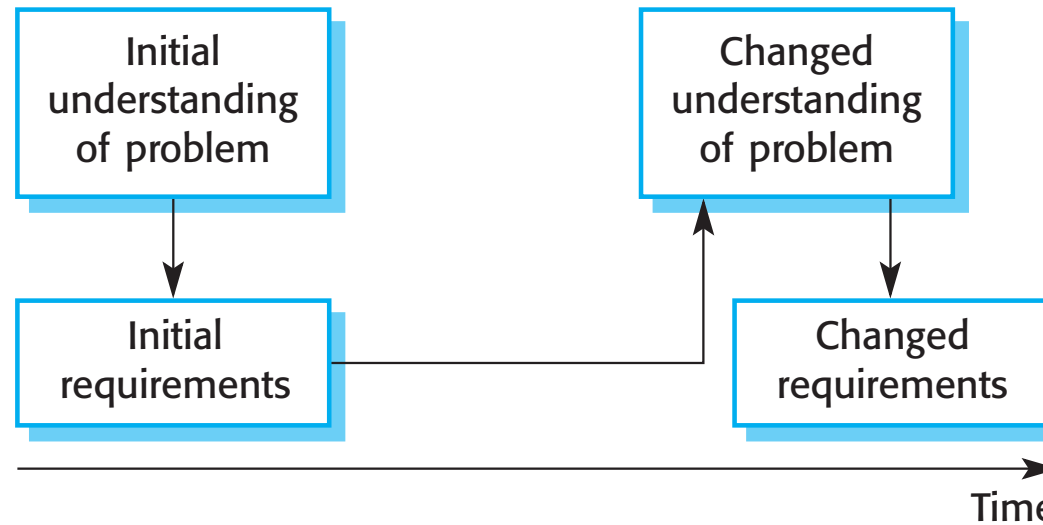 Initial
understanding
of problem
Changed
understanding
of problem
Initial
requirements
Changed
requirements
Time